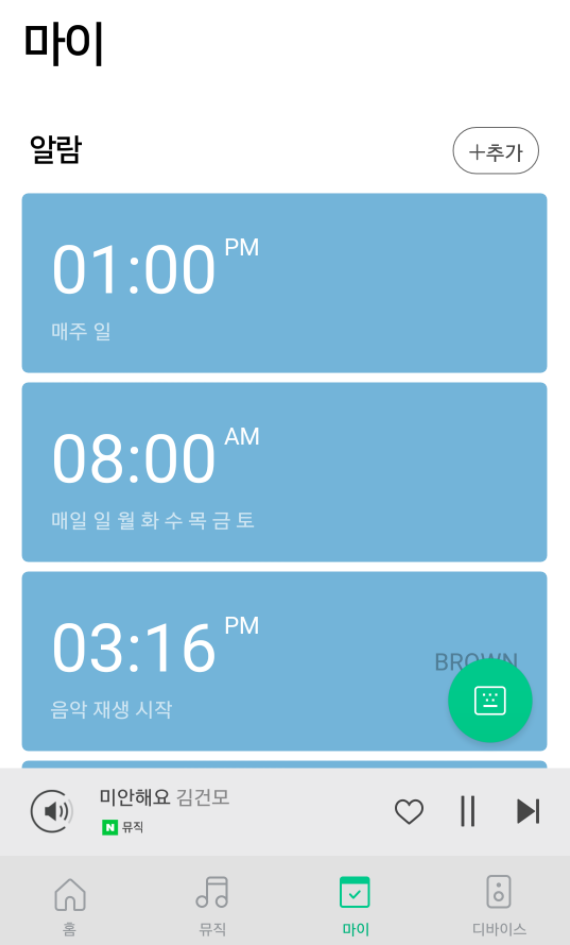 마이
알람
+추가
01:00 PM
매주 일
08:00 AM
매일 일 월 화 수 목 금 토
03:16 PM
BROWN
음악 재생 시작
미안해요 김건모
N 뮤직
홈
뮤직
마이
디바이스